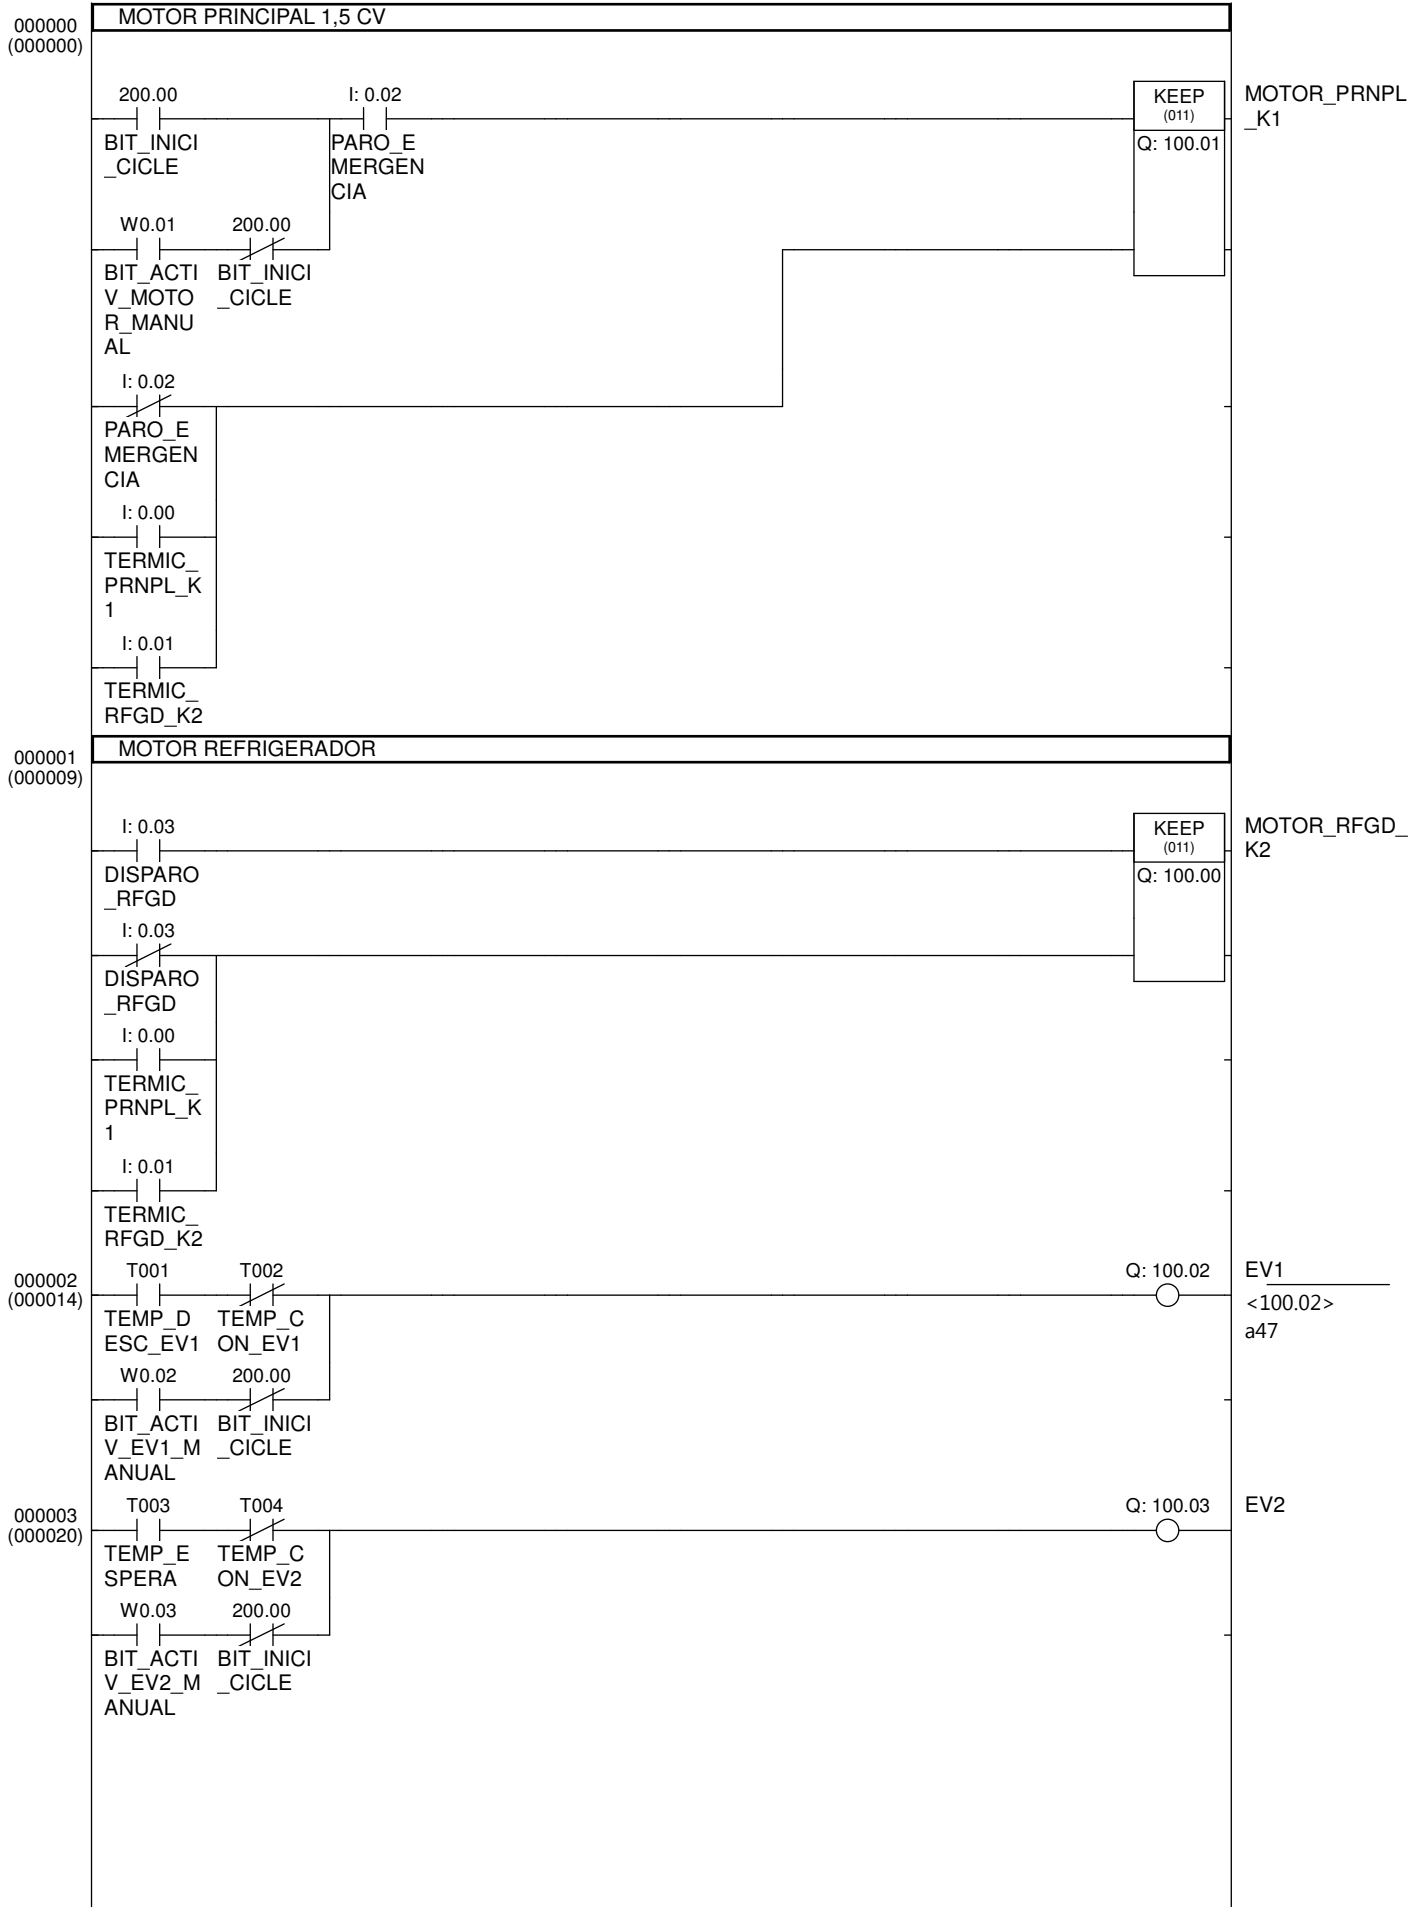 000000
(000000)
MOTOR PRINCIPAL 1,5 CV
200.00
I: 0.02
KEEP
(011)
Q: 100.01
MOTOR_PRNPL
_K1
BIT_INICI
_CICLE
PARO_E
MERGEN
CIA
W0.01
200.00
BIT_ACTI
V_MOTO
R_MANU
AL
BIT_INICI
_CICLE
I: 0.02
PARO_E
MERGEN
CIA
I: 0.00
TERMIC_
PRNPL_K
1
I: 0.01
TERMIC_
RFGD_K2
000001
(000009)
MOTOR REFRIGERADOR
I: 0.03
KEEP
(011)
Q: 100.00
MOTOR_RFGD_
K2
DISPARO
_RFGD
I: 0.03
DISPARO
_RFGD
I: 0.00
TERMIC_
PRNPL_K
1
I: 0.01
TERMIC_
RFGD_K2
000002
(000014)
T001
T002
Q: 100.02
EV1
<100.02>
a47
TEMP_D
ESC_EV1
TEMP_C
ON_EV1
W0.02
200.00
BIT_ACTI
V_EV1_M
ANUAL
BIT_INICI
_CICLE
000003
(000020)
T003
T004
Q: 100.03
EV2
TEMP_E
SPERA
TEMP_C
ON_EV2
W0.03
200.00
BIT_ACTI
V_EV2_M
ANUAL
BIT_INICI
_CICLE